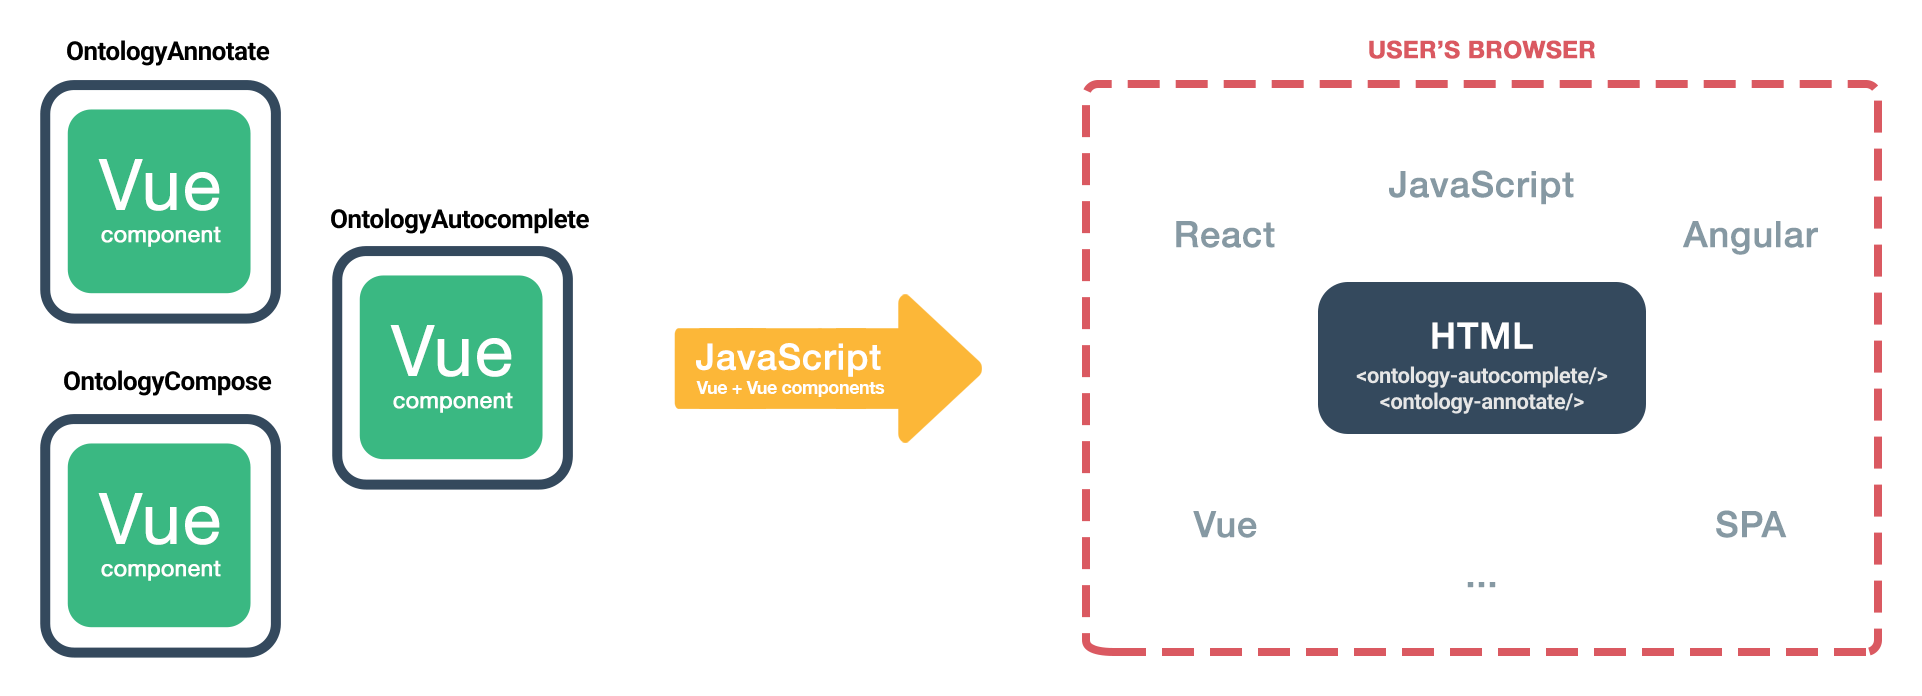 OntologyAnnotate
Vue
component
OntologyAutocomplete
Vue
component
OntologyCompose
Vue
component
JavaScript
Vue + Vue components
USER'S BROWSER
JavaScript
React
Angular
HTML
<ontology-autocomplete/>
<ontology-annotate/>
Vue
SPA
...